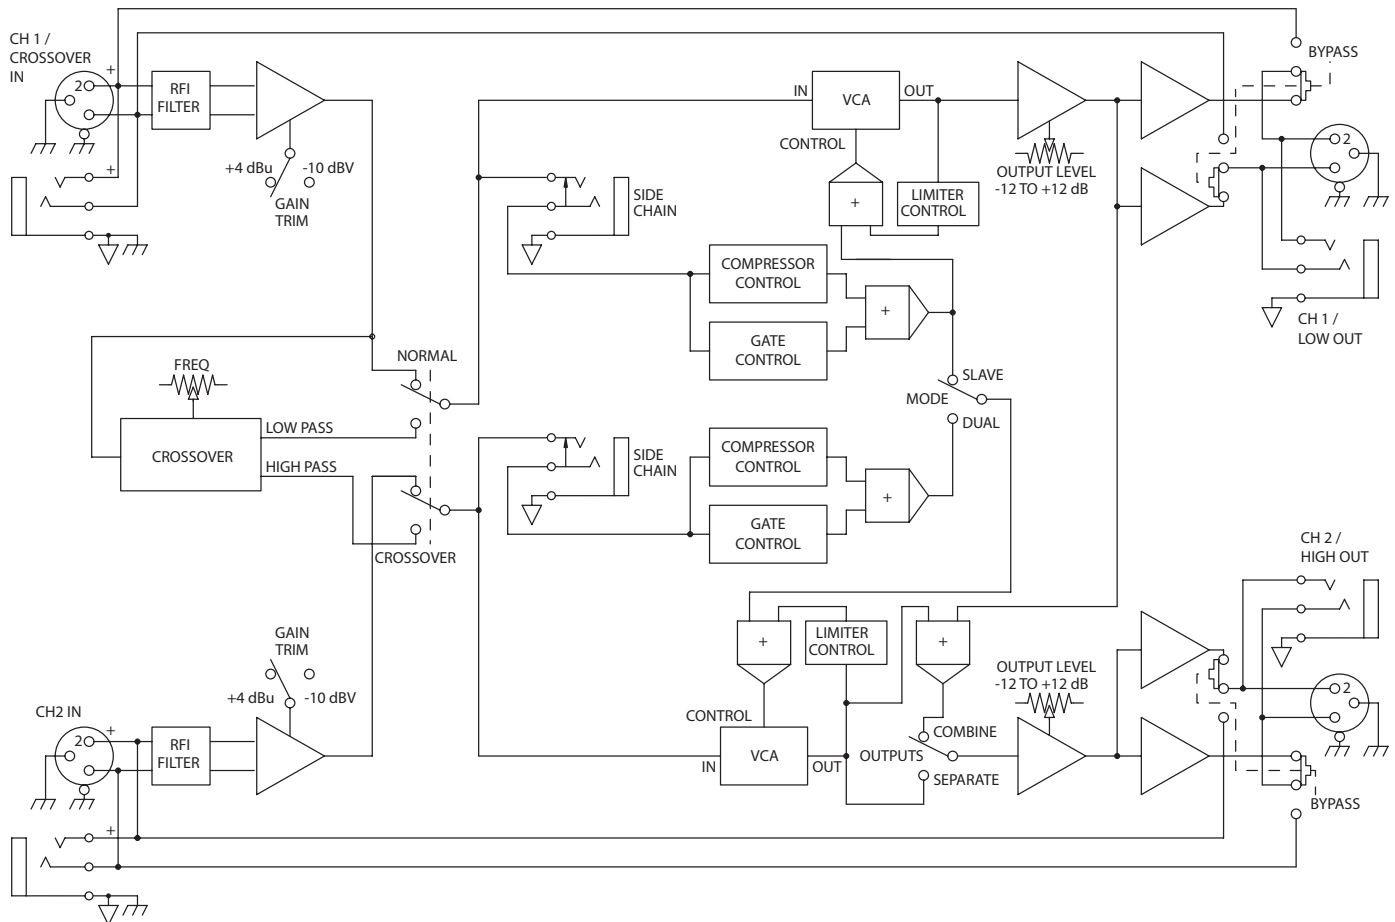 CH 1 /
CROSSOVER
IN
+
2
RFI
FILTER
+4 dBu
-10 dBV
GAIN
TRIM
+
SIDE
CHAIN
IN
VCA
OUT
CONTROL
+
LIMITER
CONTROL
OUTPUT LEVEL
-12 TO +12 dB
BYPASS
2
CH 1 /
LOW OUT
COMPRESSOR
CONTROL
+
GATE
CONTROL
FREQ
NORMAL
SLAVE
MODE
DUAL
CROSSOVER
LOW PASS
HIGH PASS
CROSSOVER
SIDE
CHAIN
COMPRESSOR
CONTROL
+
GATE
CONTROL
CH 2 /
HIGH OUT
GAIN
TRIM
+4 dBu
-10 dBV
+
LIMITER
CONTROL
+
OUTPUT LEVEL
-12 TO +12 dB
2
CH2 IN
+
2
RFI
FILTER
CONTROL
IN
VCA
OUT
COMBINE
OUTPUTS
SEPARATE
BYPASS
+